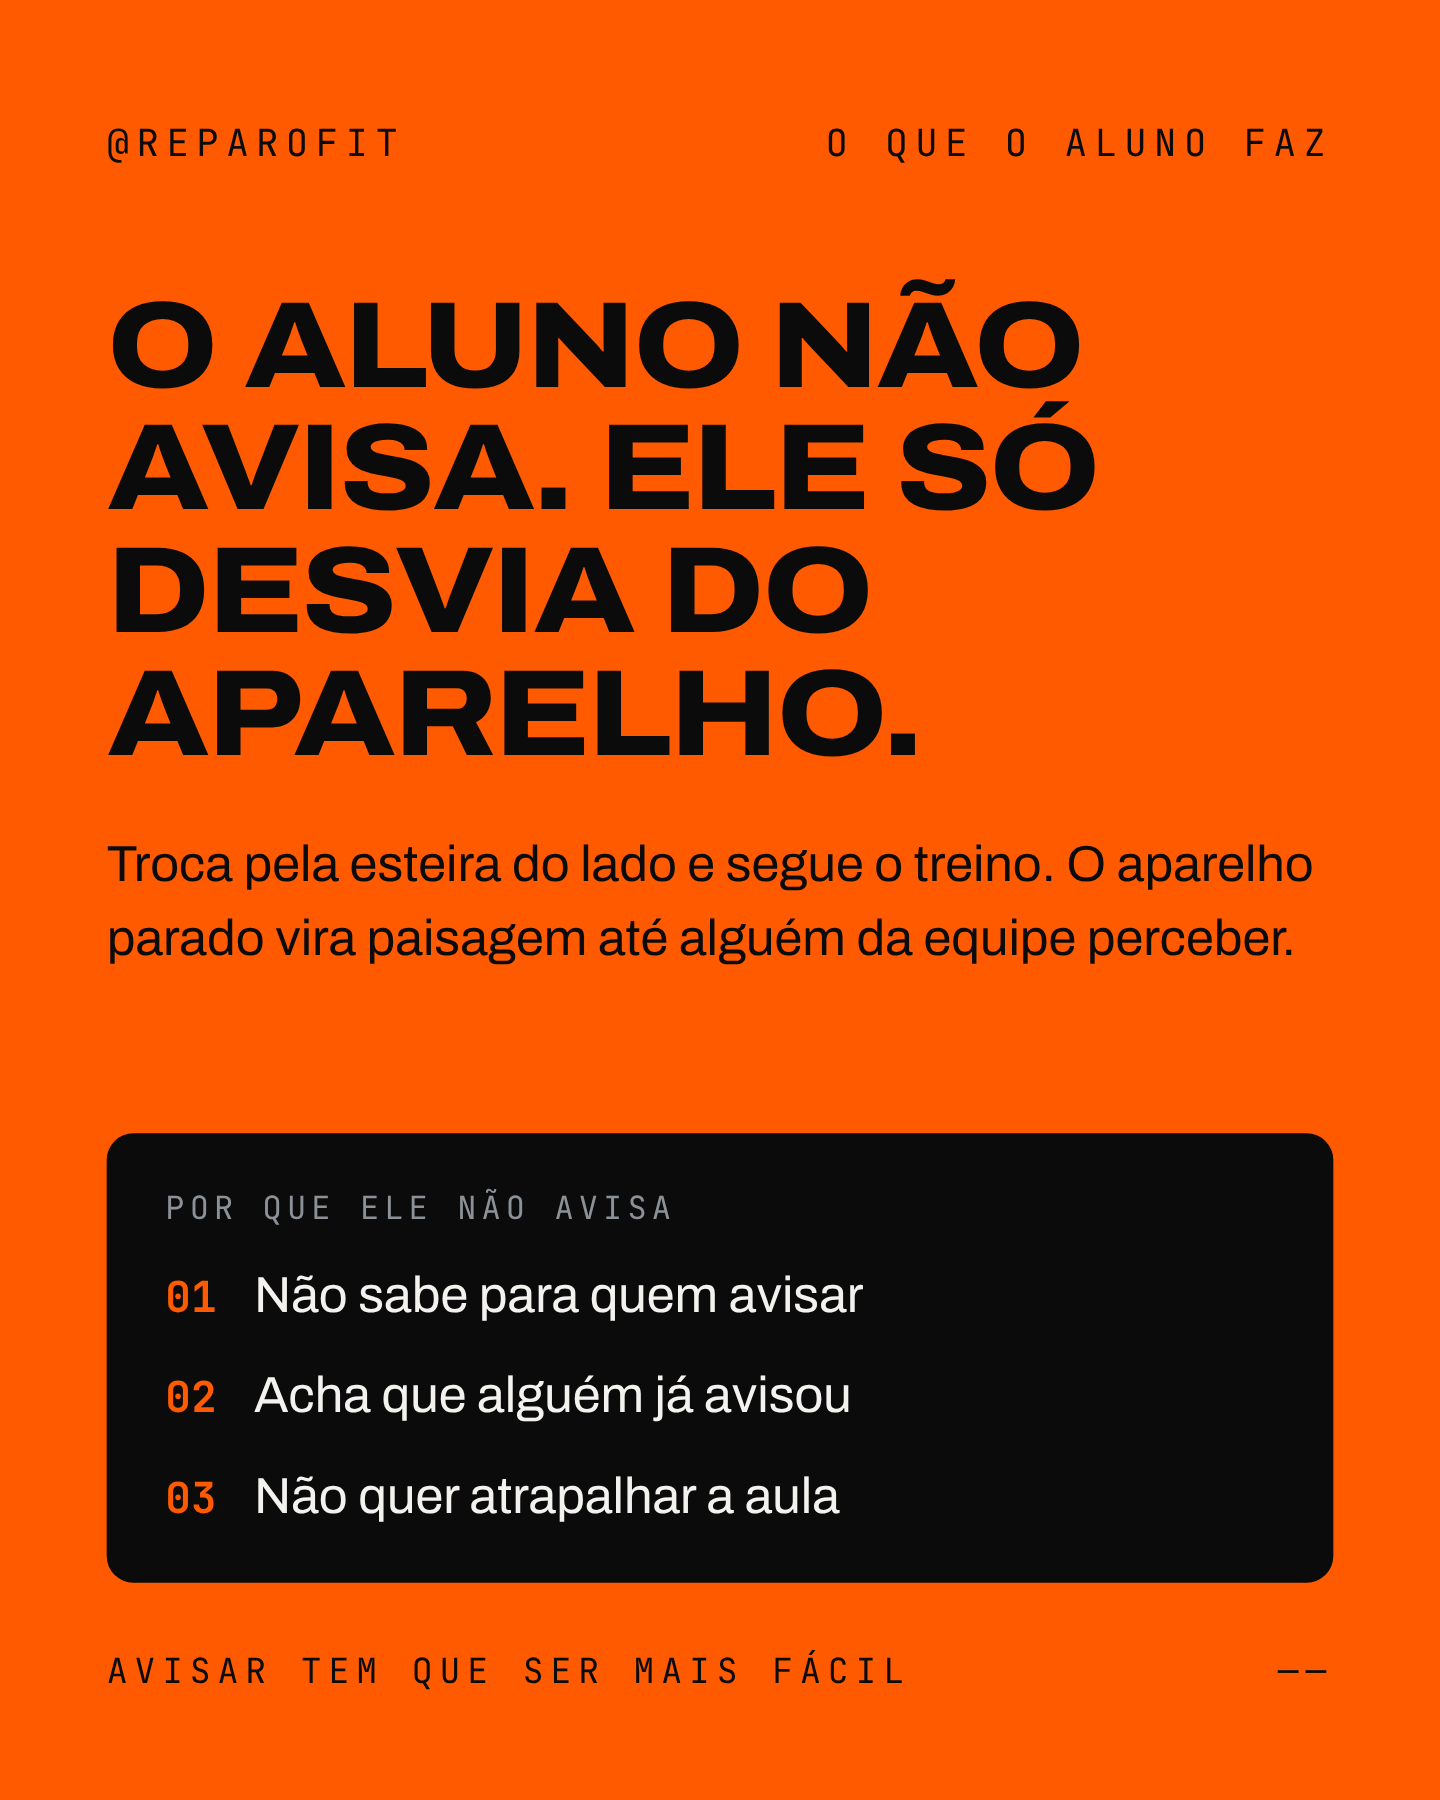 @REPAROFIT
O QUE O ALUNO FAZ
O ALUNO NÃO
AVISA. ELE SÓ
DESVIA DO
APARELHO.
Troca pela esteira do lado e segue o treino. O aparelho
parado vira paisagem até alguém da equipe perceber.
POR QUE ELE NÃO AVISA
01 Não sabe para quem avisar
02 Acha que alguém já avisou
03 Não quer atrapalhar a aula
AVISAR TEM QUE SER MAIS FÁCIL
——